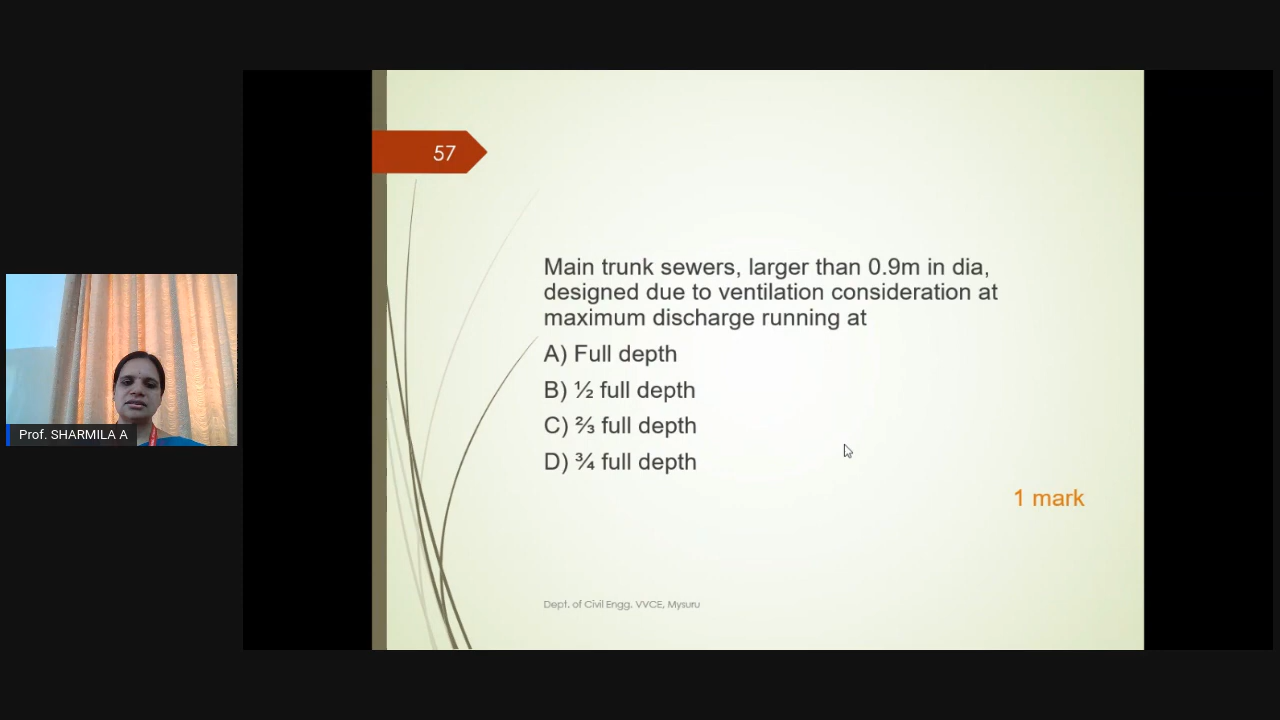 57
Main trunk sewers, larger than 0.9m in dia,
designed due to ventilation consideration at
maximum discharge running at
A) Full depth
B) ½ full depth
C) ⅔ full depth
D) ¾ full depth
1 mark
Prof. SHARMILA A
Dept. of Civil Engg. VVCE, Mysuru